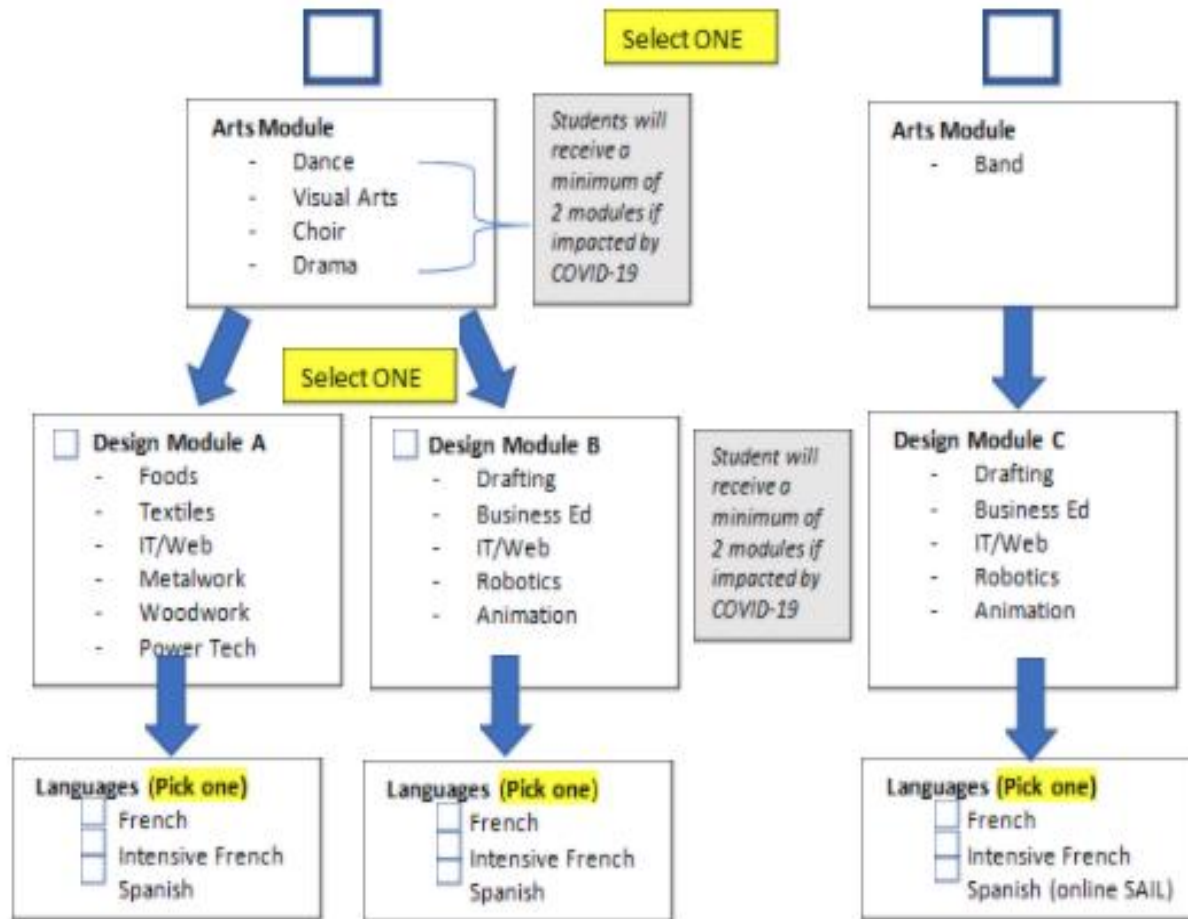 Select ONE
Arts Module
- Dance
- Visual Arts
- Choir
- Drama
Students will
receive a
minimum of
2 modules if
impacted by
COVID-19
Arts Module
- Band
Select ONE
Design Module A
- Foods
- Textiles
- IT/Web
- Metalwork
- Woodwork
- Power Tech
Design Module B
- Drafting
- Business Ed
- IT/Web
- Robotics
- Animation
Student will
receive a
minimum of
2 modules if
impacted by
COVID-19
Design Module C
- Drafting
- Business Ed
- IT/Web
- Robotics
- Animation
Languages (Pick one)
French
Intensive French
Spanish
Languages (Pick one)
French
Intensive French
Spanish
Languages (Pick one)
French
Intensive French
Spanish (online SAIL)